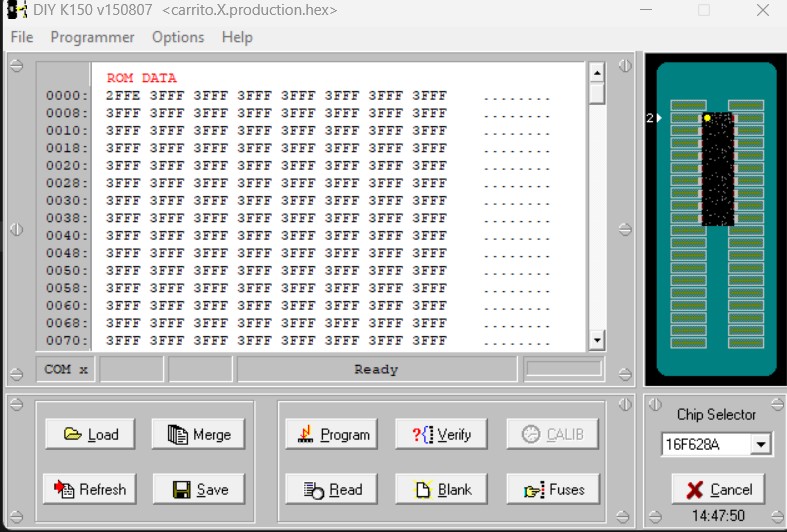 DIY K150 v150807 <carrito.X.production.hex>
File Programmer Options Help
ROM DATA
0000: 2FFE 3FFF 3FFF 3FFF 3FFF 3FFF 3FFF 3FFF ........
0008: 3FFF 3FFF 3FFF 3FFF 3FFF 3FFF 3FFF 3FFF ........
0010: 3FFF 3FFF 3FFF 3FFF 3FFF 3FFF 3FFF 3FFF ........
0018: 3FFF 3FFF 3FFF 3FFF 3FFF 3FFF 3FFF 3FFF ........
0020: 3FFF 3FFF 3FFF 3FFF 3FFF 3FFF 3FFF 3FFF ........
0028: 3FFF 3FFF 3FFF 3FFF 3FFF 3FFF 3FFF 3FFF ........
0030: 3FFF 3FFF 3FFF 3FFF 3FFF 3FFF 3FFF 3FFF ........
0038: 3FFF 3FFF 3FFF 3FFF 3FFF 3FFF 3FFF 3FFF ........
0040: 3FFF 3FFF 3FFF 3FFF 3FFF 3FFF 3FFF 3FFF ........
0048: 3FFF 3FFF 3FFF 3FFF 3FFF 3FFF 3FFF 3FFF ........
0050: 3FFF 3FFF 3FFF 3FFF 3FFF 3FFF 3FFF 3FFF ........
0058: 3FFF 3FFF 3FFF 3FFF 3FFF 3FFF 3FFF 3FFF ........
0060: 3FFF 3FFF 3FFF 3FFF 3FFF 3FFF 3FFF 3FFF ........
0068: 3FFF 3FFF 3FFF 3FFF 3FFF 3FFF 3FFF 3FFF ........
0070: 3FFF 3FFF 3FFF 3FFF 3FFF 3FFF 3FFF 3FFF ........
2
COM x Ready
Load Merge Program Verify CALIB
Refresh Save Read Blank Fuses
Chip Selector
16F628A
Cancel
14:47:50